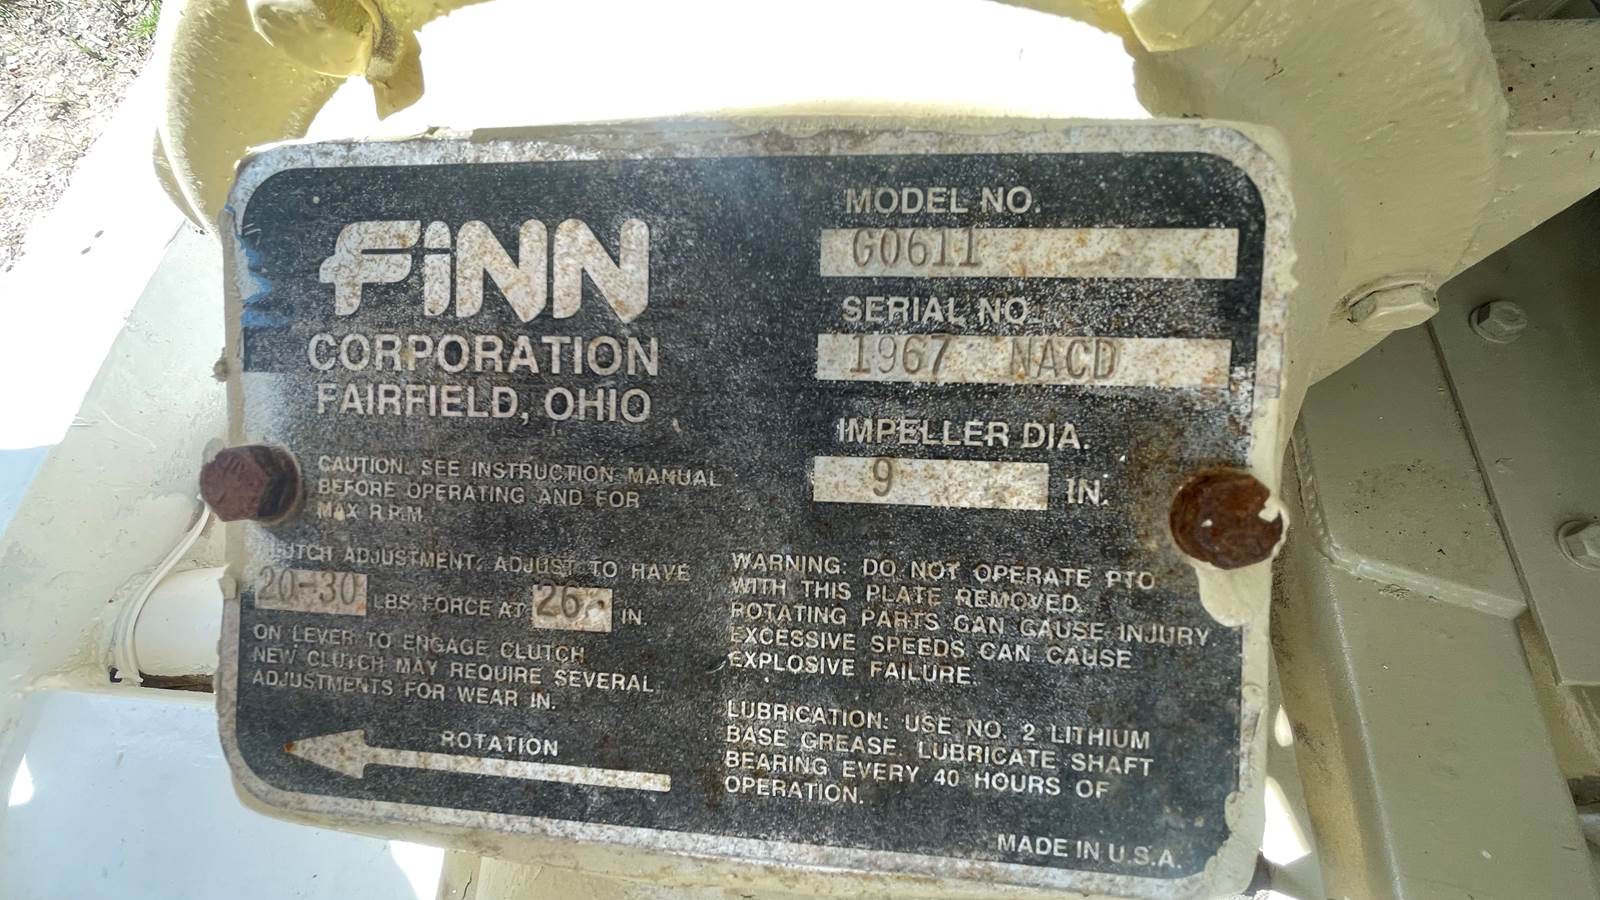 FiNN
CORPORATION
FAIRFIELD, OHIO
CAUTION: SEE INSTRUCTION MANUAL
BEFORE OPERATING AND FOR
MAX R.P.M.
CLUTCH ADJUSTMENT: ADJUST TO HAVE
20-30 LBS FORCE AT 26 IN.
ON LEVER TO ENGAGE CLUTCH
NEW CLUTCH MAY REQUIRE SEVERAL
ADJUSTMENTS FOR WEAR IN.
ROTATION
MODEL NO.
G0611
SERIAL NO.
1967 NACD
IMPELLER DIA.
9 IN.
WARNING: DO NOT OPERATE PTO
WITH THIS PLATE REMOVED.
ROTATING PARTS CAN CAUSE INJURY
EXCESSIVE SPEEDS CAN CAUSE
EXPLOSIVE FAILURE.
LUBRICATION: USE NO. 2 LITHIUM
BASE GREASE. LUBRICATE SHAFT
BEARING EVERY 40 HOURS OF
OPERATION.
MADE IN U.S.A.